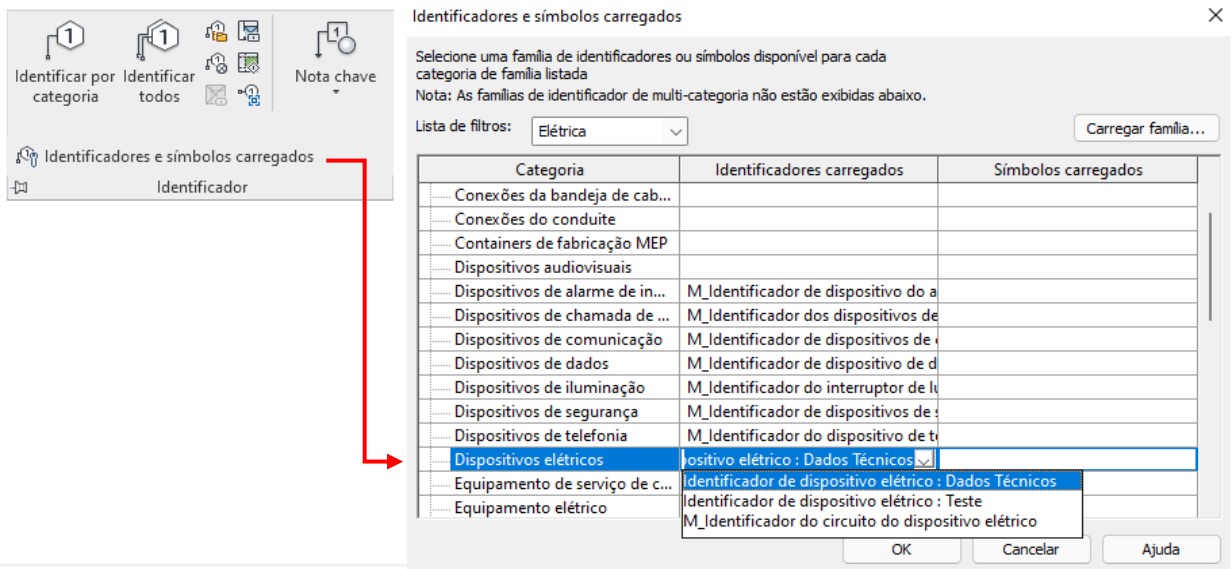 Identificar por categoria
Identificar todos
Nota chave
Identificadores e símbolos carregados
Identificador
Identificadores e símbolos carregados
Selecione uma família de identificadores ou símbolos disponível para cada
categoria de família listada
Nota: As famílias de identificador de multi-categoria não estão exibidas abaixo.
Lista de filtros: Elétrica
Carregar família...
Categoria Identificadores carregados Símbolos carregados
Conexões da bandeja de cab...
Conexões do conduite
Containers de fabricação MEP
Dispositivos audiovisuais
Dispositivos de alarme de in... M_Identificador de dispositivo do a
Dispositivos de chamada de ... M_Identificador dos dispositivos de
Dispositivos de comunicação M_Identificador de dispositivos de
Dispositivos de dados M_Identificador de dispositivo de d
Dispositivos de iluminação M_Identificador do interruptor de lu
Dispositivos de segurança M_Identificador de dispositivos de s
Dispositivos de telefonia M_Identificador do dispositivo de te
Dispositivos elétricos positivo elétrico : Dados Técnicos
Identificador de dispositivo elétrico : Dados Técnicos
Equipamento de serviço de c...
Identificador de dispositivo elétrico : Teste
Equipamento elétrico
M_Identificador do circuito do dispositivo elétrico
OK Cancelar Ajuda